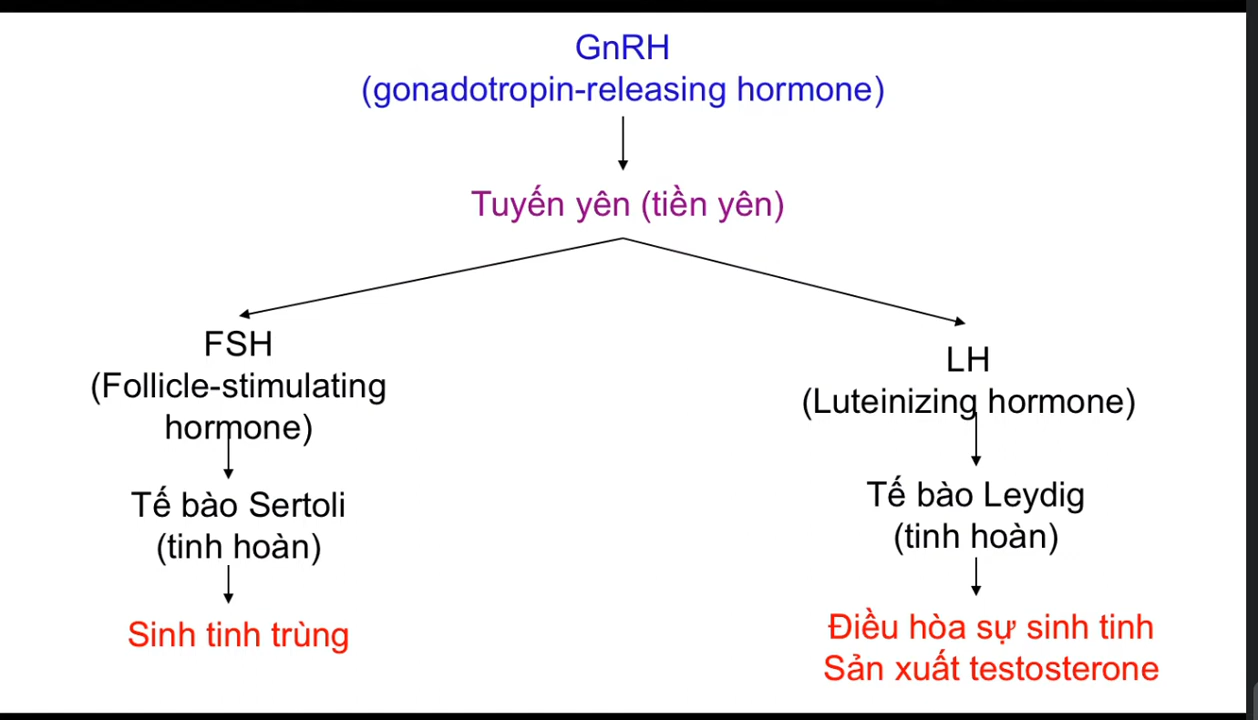 GnRH
(gonadotropin-releasing hormone)
Tuyến yên (tiền yên)
FSH
(Follicle-stimulating
hormone)
Tế bào Sertoli
(tinh hoàn)
Sinh tinh trùng
LH
(Luteinizing hormone)
Tế bào Leydig
(tinh hoàn)
Điều hòa sự sinh tinh
Sản xuất testosterone